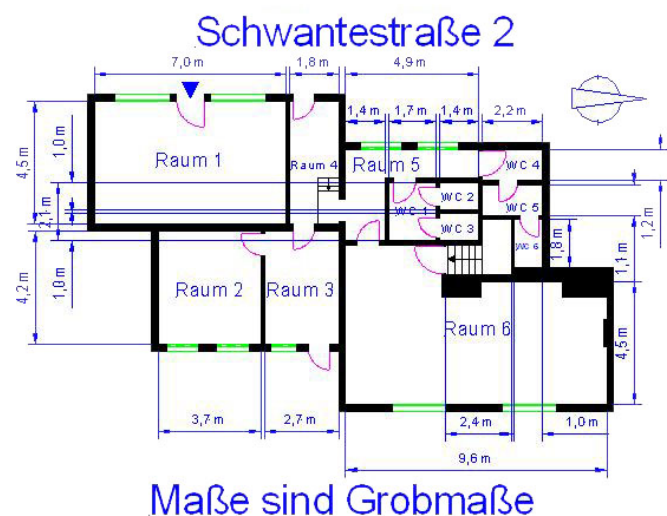 Schwantestraße 2
7,0 m
1,8 m
4,9 m
1,4 m
1,7 m
1,4 m
2,2 m
4,5 m
1,0 m
2,1 m
Raum 1
Raum 4
Raum 5
WC 4
WC 2
WC 1
WC 5
WC 3
WC 6
1,8 m
1,2 m
1,1 m
4,2 m
1,0 m
Raum 2
Raum 3
Raum 6
4,5 m
3,7 m
2,7 m
2,4 m
1,0 m
9,6 m
Maße sind Grobmaße